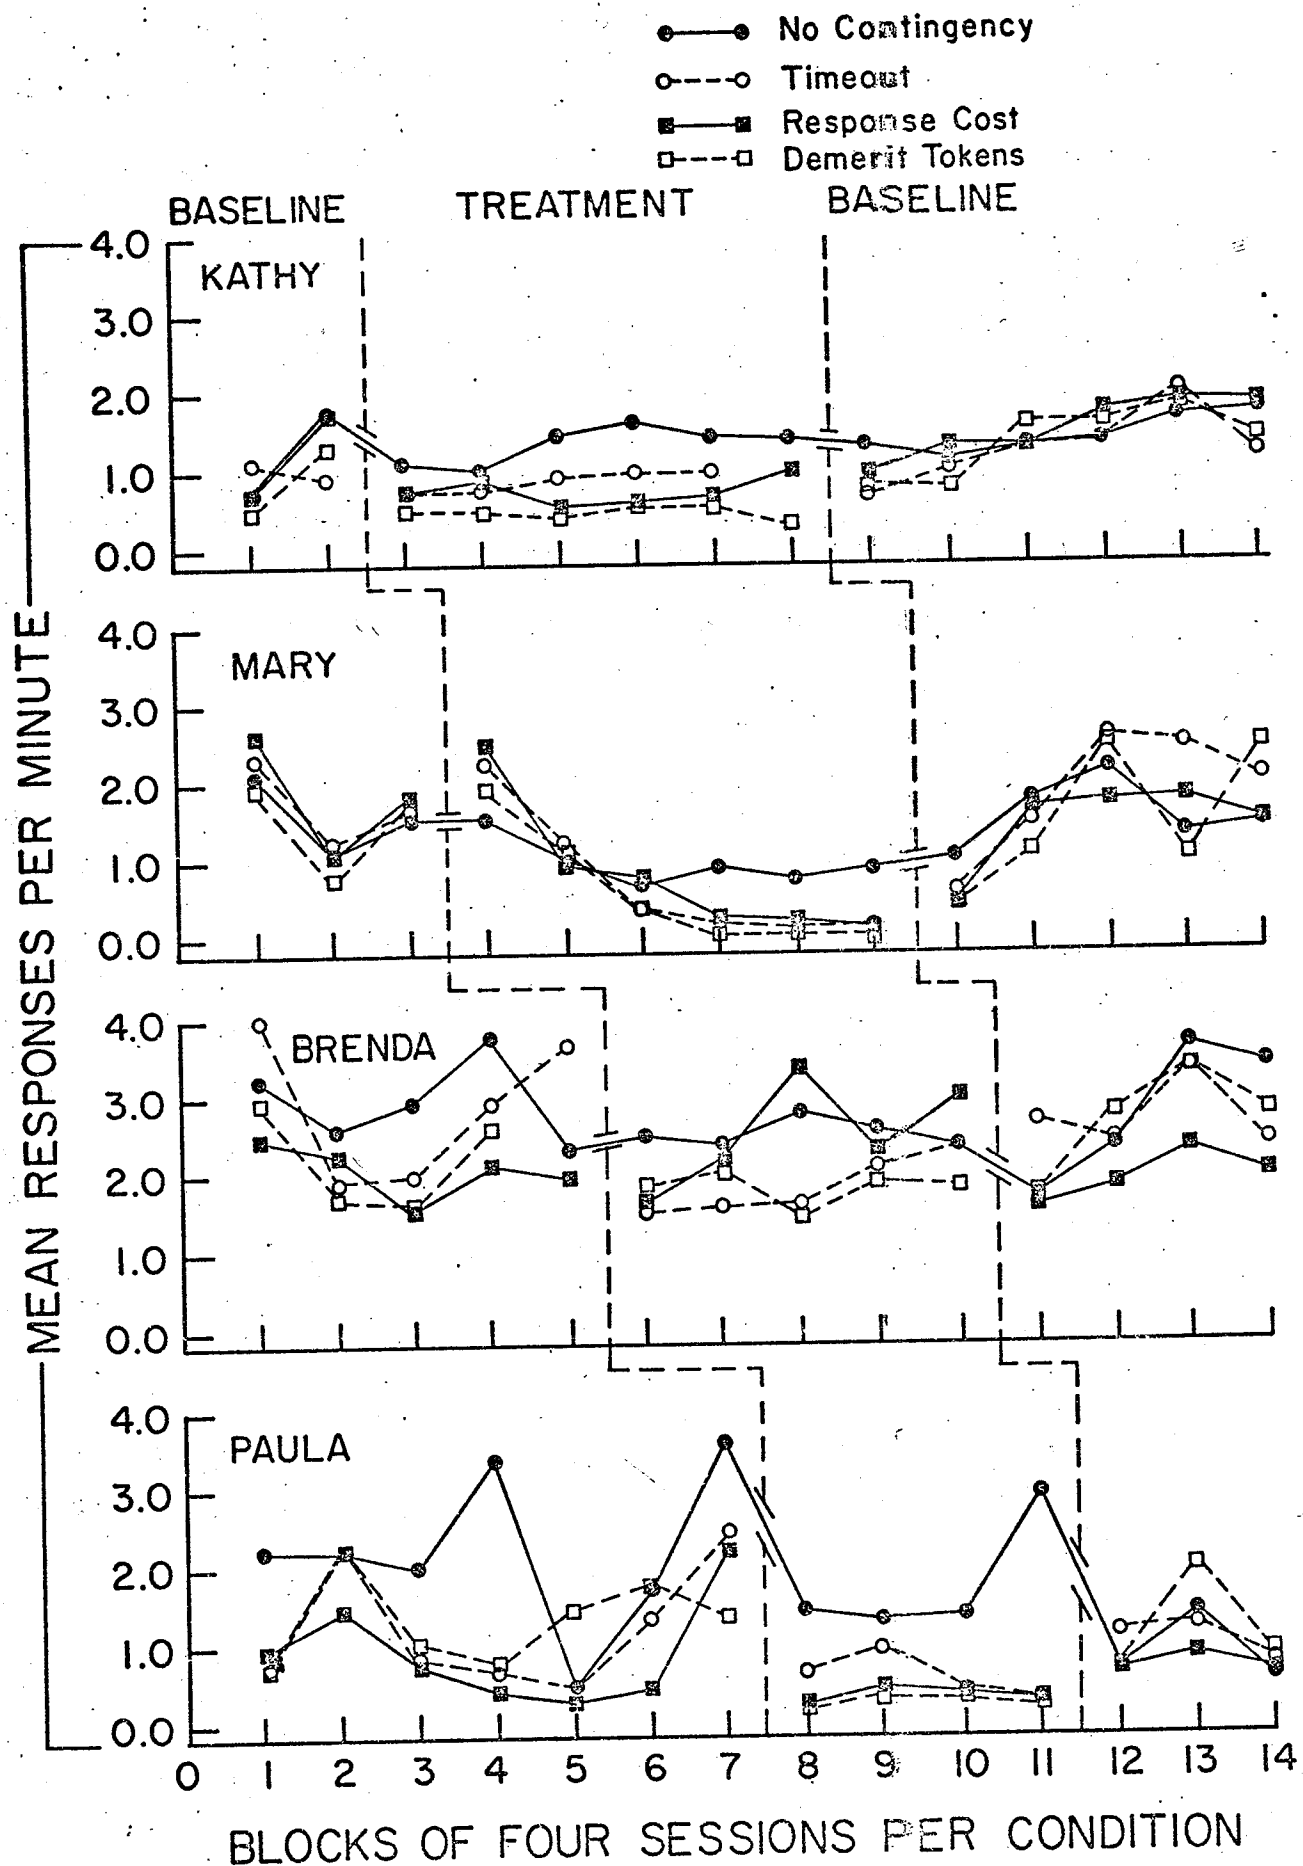 No Contingency
Timeout
Response Cost
Demerit Tokens
BASELINE TREATMENT BASELINE
MEAN RESPONSES PER MINUTE
4.0
KATHY
3.0
2.0
1.0
0.0
4.0
MARY
3.0
2.0
1.0
0.0
4.0
BRENDA
3.0
2.0
1.0
0.0
4.0
PAULA
3.0
2.0
1.0
0.0
0 1 2 3 4 5 6 7 8 9 10 11 12 13 14
BLOCKS OF FOUR SESSIONS PER CONDITION